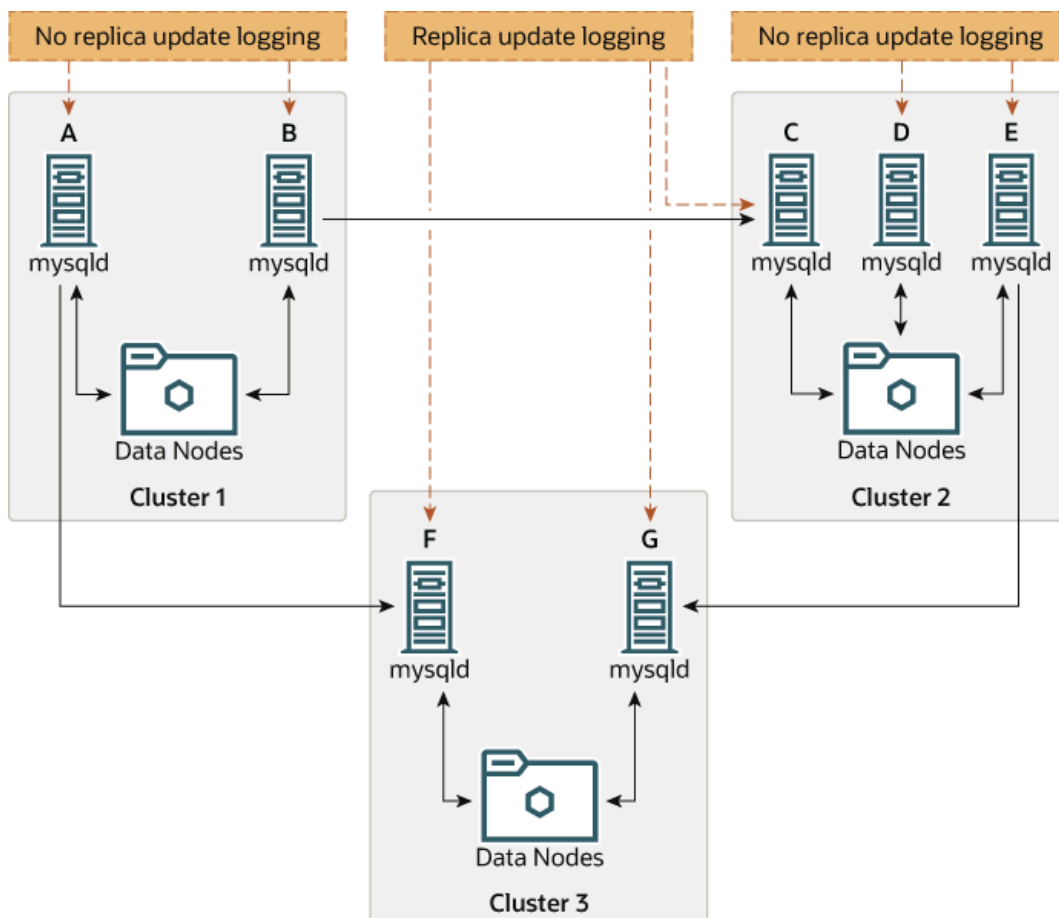 No replica update logging
Replica update logging
No replica update logging
A
B
C
D
E
mysqld
mysqld
mysqld
mysqld
mysqld
Data Nodes
Data Nodes
Cluster 1
Cluster 2
F
G
mysqld
mysqld
Data Nodes
Cluster 3